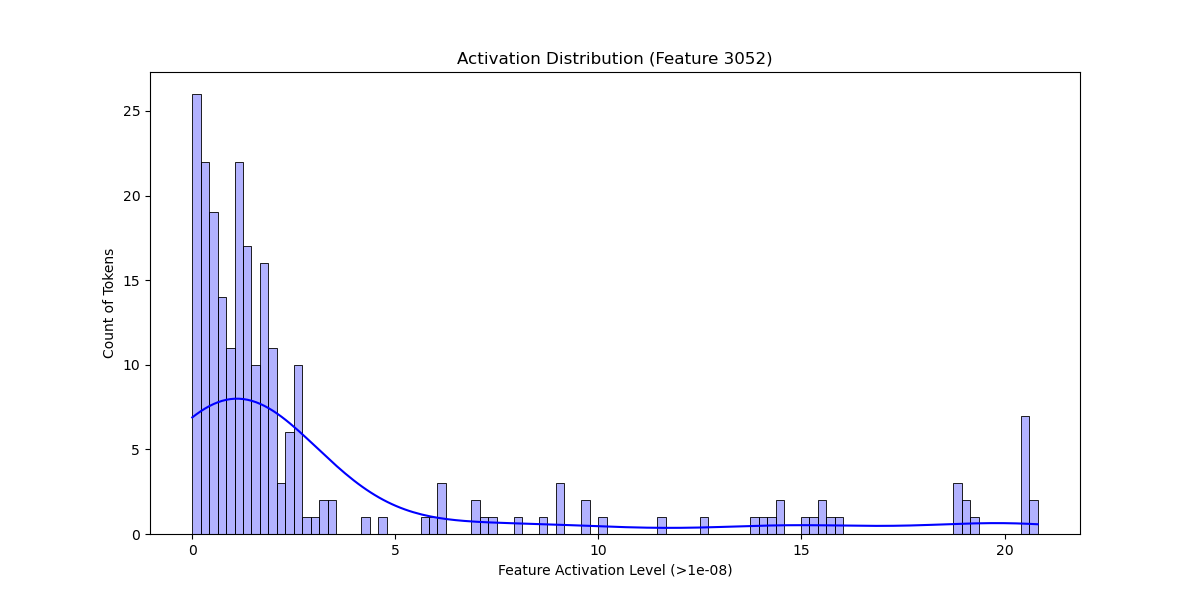 Activation Distribution (Feature 3052)
25
20
15
10
5
0
Count of Tokens
0 5 10 15 20
Feature Activation Level (>1e-08)